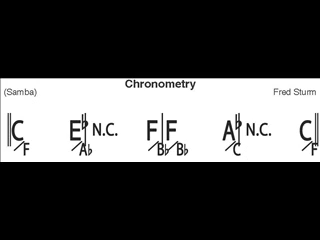 Chronometry
(Samba) Fred Sturm
C/F E♭/A♭ N.C. F/B♭ F/B♭ A♭/C N.C. C/F